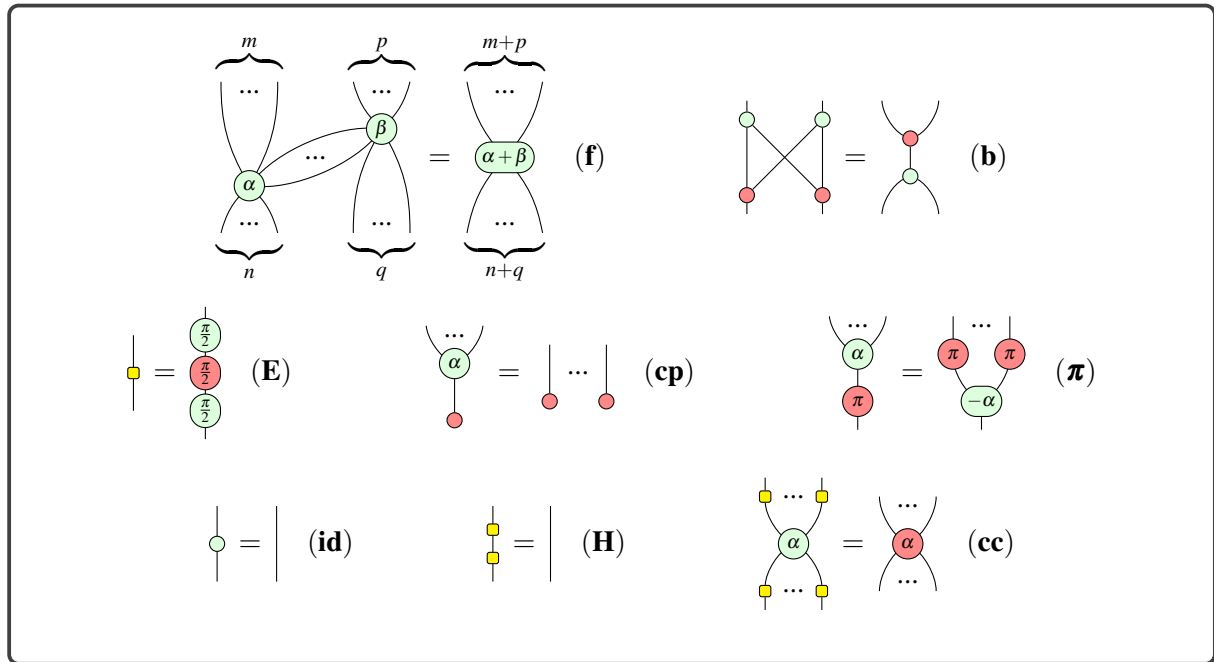 m p m+p
... ... ...
β
... = α+β (f) = (b)
α
... ... ...
n q n+q
π/2 ... ... ...
α α π π
= π/2 (E) = ... (cp) = (π)
π/2 π −α
... ...
= (id) = (H) α = α (cc)
... ...